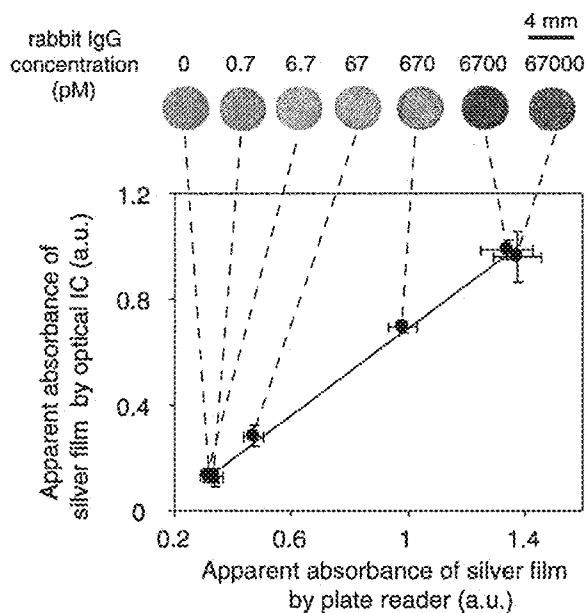 4 mm
rabbit IgG
concentration
(pM)
0 0.7 6.7 67 670 6700 67000
1.2
0.8
0.4
0
0.2 0.6 1 1.4
Apparent absorbance of
silver film by optical IC (a.u.)
Apparent absorbance of silver film
by plate reader (a.u.)